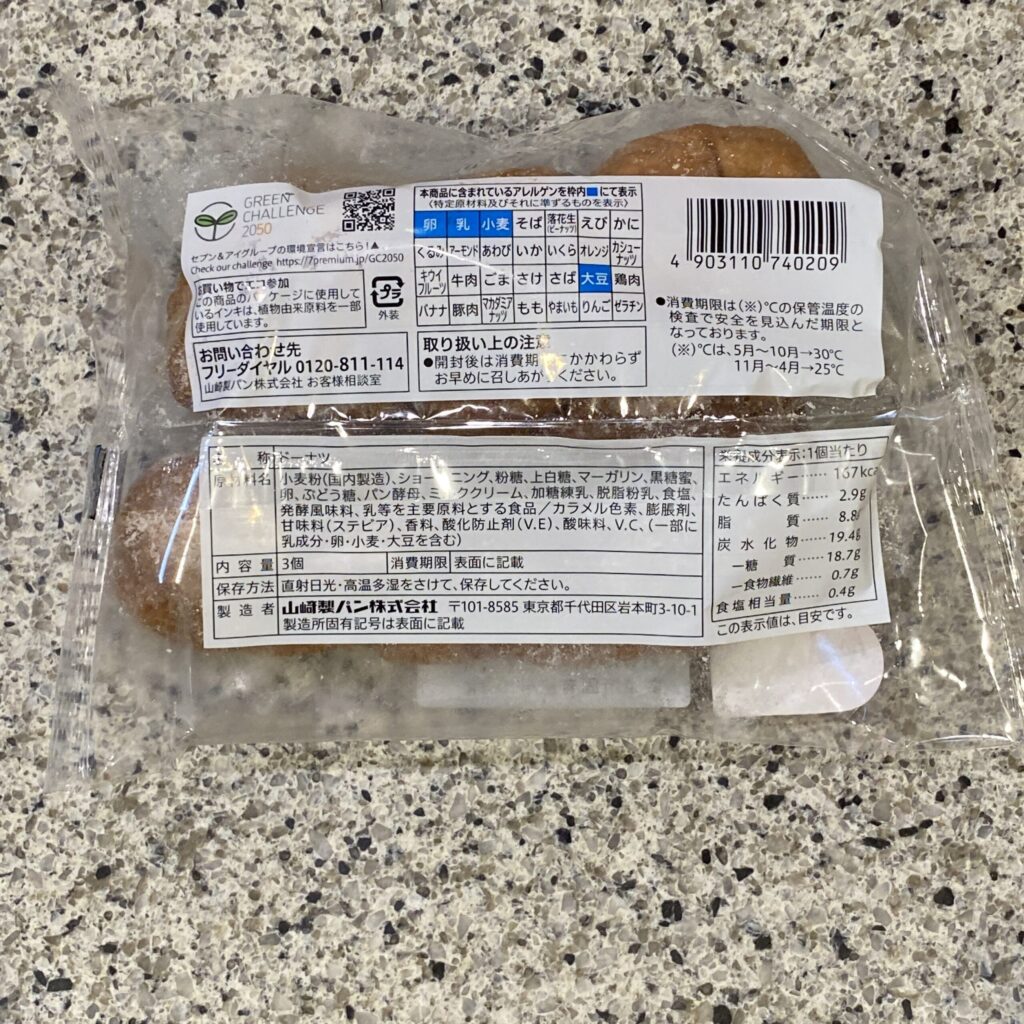 GREEN
CHALLENGE
2050
セブン&アイグループの環境宣言はこちら!▲
Check our challenge https://7premium.jp/GC2050
お買い物でエコ参加
この商品のパッケージに使用して
いるインキは、植物由来原料を一部
使用しています。
プラ
外装
お問い合わせ先
フリーダイヤル 0120-811-114
山崎製パン株式会社 お客様相談室
本商品に含まれているアレルゲンを枠内■にて表示
〈特定原材料及びそれに準ずるものを表示〉
卵 乳 小麦 そば 落花生(ピーナッツ) えび かに
くるみ アーモンド あわび いか いくら オレンジ カシューナッツ
キウイフルーツ 牛肉 ごま さけ さば 大豆 鶏肉
バナナ 豚肉 マカダミアナッツ もも やまいも りんご ゼラチン
取り扱い上の注意
●開封後は消費期限にかかわらず
お早めに召しあがください。
4 903110 740209
●消費期限は(※)℃の保管温度の
検査で安全を見込んだ期限と
なっております。
(※)℃は、5月~10月→30℃
11月~4月→25℃
名 称 ドーナツ
原材料名 小麦粉(国内製造)、ショートニング、粉糖、上白糖、マーガリン、黒糖蜜、
卵、ぶどう糖、パン酵母、ミルククリーム、加糖練乳、脱脂粉乳、食塩、
発酵風味料、乳等を主要原料とする食品/カラメル色素、膨脹剤、
甘味料(ステビア)、香料、酸化防止剤(V.E)、酸味料、V.C、(一部に
乳成分・卵・小麦・大豆を含む)
内容量 3個 消費期限 表面に記載
保存方法 直射日光・高温多湿をさけて、保存してください。
製造者 山崎製パン株式会社 〒101-8585 東京都千代田区岩本町3-10-1
製造所固有記号は表面に記載
栄養成分表示:1個当たり
エネルギー…… 167kcal
たんぱく質…… 2.9g
脂 質…… 8.8g
炭水化物…… 19.4g
-糖 質…… 18.7g
-食物繊維…… 0.7g
食塩相当量…… 0.4g
この表示値は、目安です。